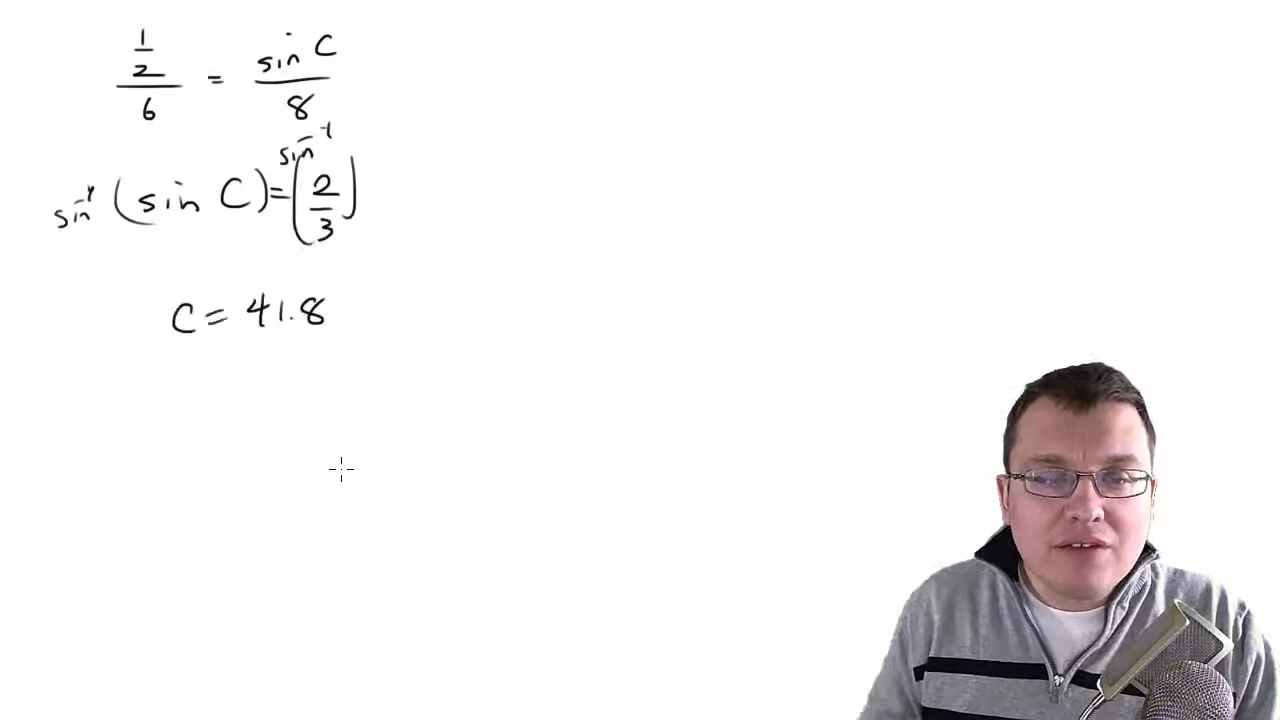 (1/2)/6 = sin C/8
sin⁻¹ (sin C) = sin⁻¹ (2/3)
C = 41.8